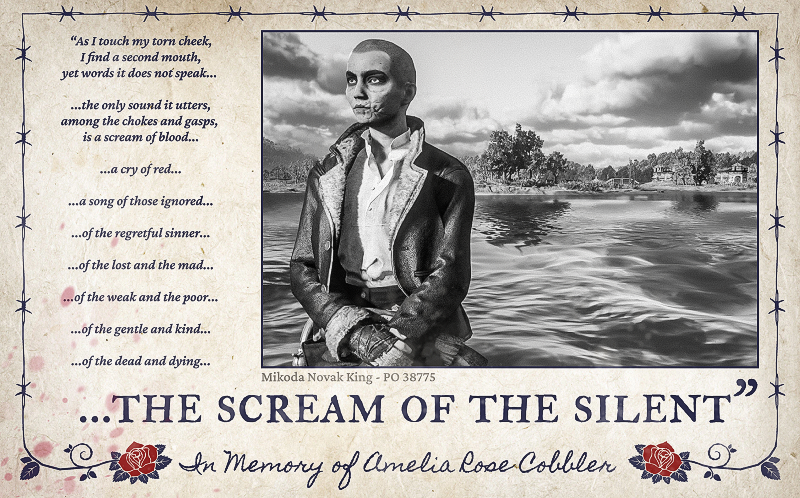 “As I touch my torn cheek,
I find a second mouth,
yet words it does not speak...
...the only sound it utters,
among the chokes and gasps,
is a scream of blood...
...a cry of red...
...a song of those ignored...
...of the regretful sinner...
...of the lost and the mad...
...of the weak and the poor...
...of the gentle and kind...
...of the dead and dying...
Mikoda Novak King - PO 38775
...THE SCREAM OF THE SILENT”
In Memory of Amelia Rose Cobbler